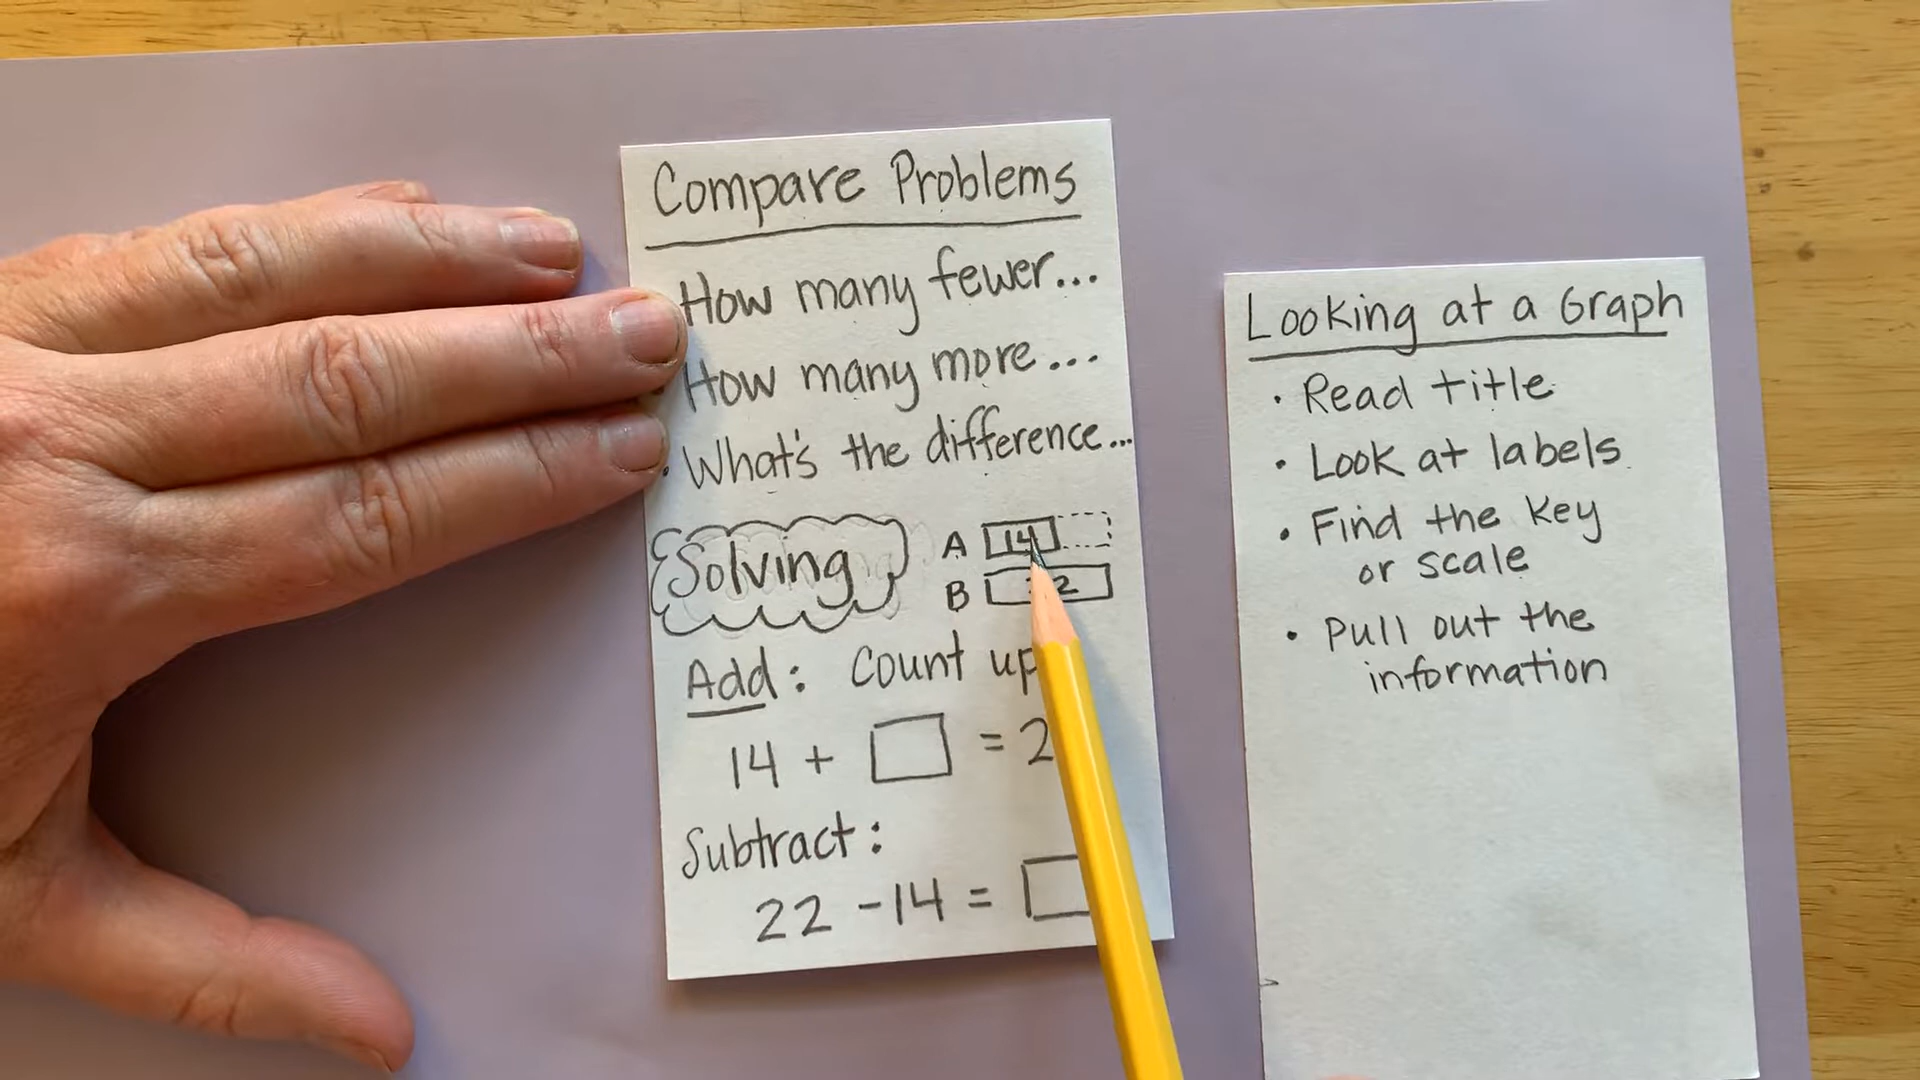 Compare Problems
How many fewer...
How many more...
• What's the difference...
Solving
A 14
B 2
Add: Count up
14 + = 2
Subtract:
22 - 14 =
Looking at a Graph
• Read title
• Look at labels
• Find the key
or scale
• Pull out the
information